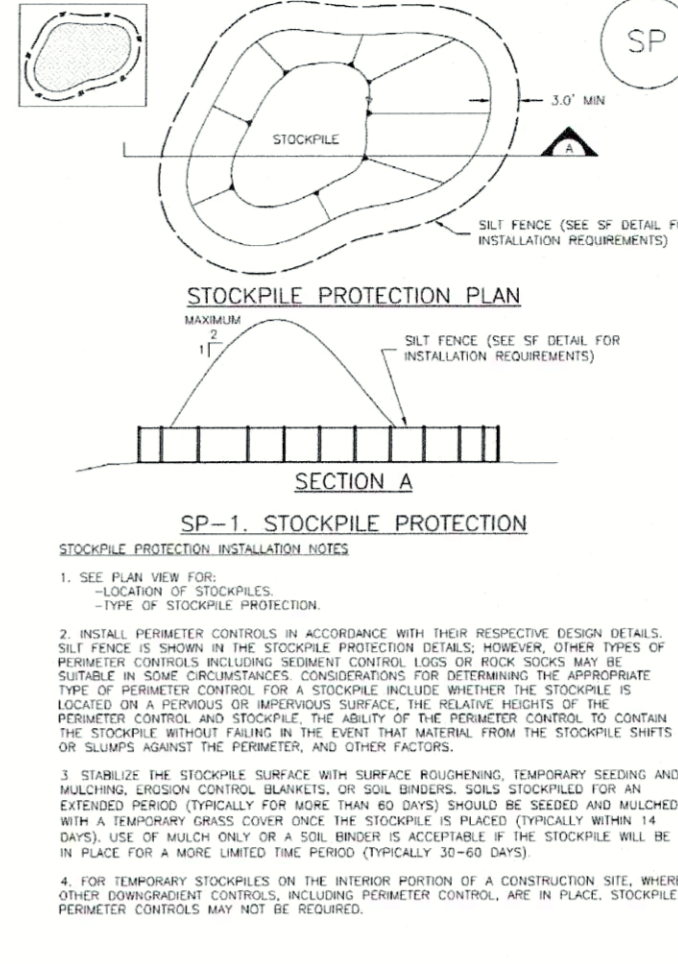 SP
3.0' MIN
STOCKPILE
A
SILT FENCE (SEE SF DETAIL
INSTALLATION REQUIREMENTS)
STOCKPILE PROTECTION PLAN
MAXIMUM
2
1
SILT FENCE (SEE SF DETAIL FOR
INSTALLATION REQUIREMENTS)
SECTION A
SP-1. STOCKPILE PROTECTION
STOCKPILE PROTECTION INSTALLATION NOTES
1. SEE PLAN VIEW FOR:
-LOCATION OF STOCKPILES.
-TYPE OF STOCKPILE PROTECTION.
2. INSTALL PERIMETER CONTROLS IN ACCORDANCE WITH THEIR RESPECTIVE DESIGN DETAILS.
SILT FENCE IS SHOWN IN THE STOCKPILE PROTECTION DETAILS; HOWEVER, OTHER TYPES OF
PERIMETER CONTROLS INCLUDING SEDIMENT CONTROL LOGS OR ROCK SOCKS MAY BE
SUITABLE IN SOME CIRCUMSTANCES. CONSIDERATIONS FOR DETERMINING THE APPROPRIATE
TYPE OF PERIMETER CONTROL FOR A STOCKPILE INCLUDE WHETHER THE STOCKPILE IS
LOCATED ON A PERVIOUS OR IMPERVIOUS SURFACE, THE RELATIVE HEIGHTS OF THE
PERIMETER CONTROL AND STOCKPILE, THE ABILITY OF THE PERIMETER CONTROL TO CONTAIN
THE STOCKPILE WITHOUT FAILING IN THE EVENT THAT MATERIAL FROM THE STOCKPILE SHIFTS
OR SLUMPS AGAINST THE PERIMETER, AND OTHER FACTORS.
3 STABILIZE THE STOCKPILE SURFACE WITH SURFACE ROUGHENING, TEMPORARY SEEDING AND
MULCHING, EROSION CONTROL BLANKETS, OR SOIL BINDERS. SOILS STOCKPILED FOR AN
EXTENDED PERIOD (TYPICALLY FOR MORE THAN 60 DAYS) SHOULD BE SEEDED AND MULCHED
WITH A TEMPORARY GRASS COVER ONCE THE STOCKPILE IS PLACED (TYPICALLY WITHIN 14
DAYS). USE OF MULCH ONLY OR A SOIL BINDER IS ACCEPTABLE IF THE STOCKPILE WILL BE
IN PLACE FOR A MORE LIMITED TIME PERIOD (TYPICALLY 30-60 DAYS).
4. FOR TEMPORARY STOCKPILES ON THE INTERIOR PORTION OF A CONSTRUCTION SITE, WHERE
OTHER DOWNGRADIENT CONTROLS, INCLUDING PERIMETER CONTROL, ARE IN PLACE, STOCKPILE
PERIMETER CONTROLS MAY NOT BE REQUIRED.